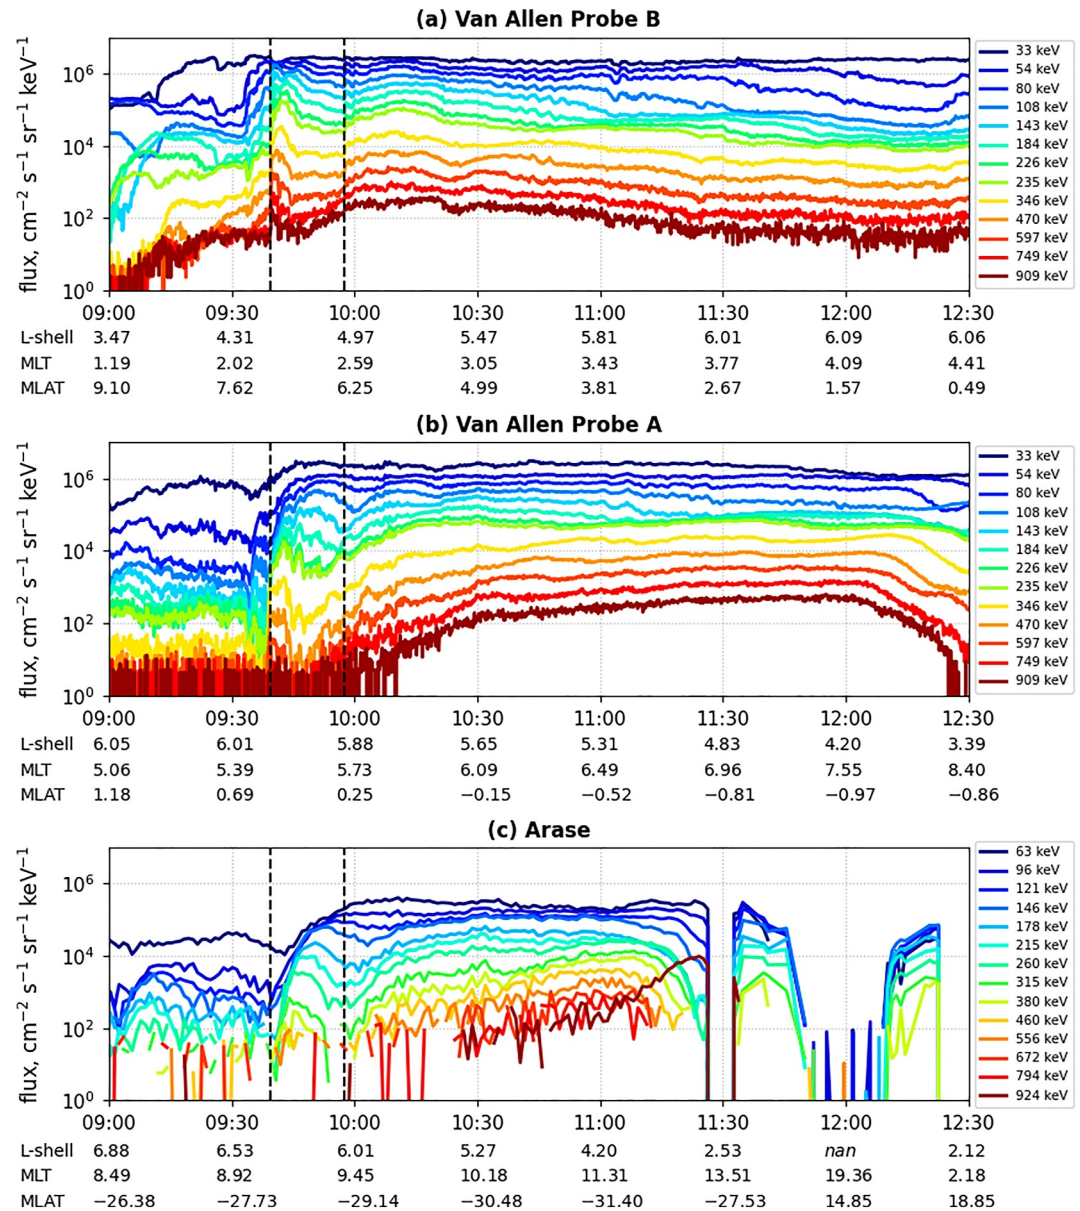 (a) Van Allen Probe B
flux, cm⁻² s⁻¹ sr⁻¹ keV⁻¹
10⁶
10⁴
10²
10⁰
33 keV
54 keV
80 keV
108 keV
143 keV
184 keV
226 keV
235 keV
346 keV
470 keV
597 keV
749 keV
909 keV
09:00 09:30 10:00 10:30 11:00 11:30 12:00 12:30
L-shell 3.47 4.31 4.97 5.47 5.81 6.01 6.09 6.06
MLT 1.19 2.02 2.59 3.05 3.43 3.77 4.09 4.41
MLAT 9.10 7.62 6.25 4.99 3.81 2.67 1.57 0.49
(b) Van Allen Probe A
flux, cm⁻² s⁻¹ sr⁻¹ keV⁻¹
10⁶
10⁴
10²
10⁰
33 keV
54 keV
80 keV
108 keV
143 keV
184 keV
226 keV
235 keV
346 keV
470 keV
597 keV
749 keV
909 keV
09:00 09:30 10:00 10:30 11:00 11:30 12:00 12:30
L-shell 6.05 6.01 5.88 5.65 5.31 4.83 4.20 3.39
MLT 5.06 5.39 5.73 6.09 6.49 6.96 7.55 8.40
MLAT 1.18 0.69 0.25 −0.15 −0.52 −0.81 −0.97 −0.86
(c) Arase
flux, cm⁻² s⁻¹ sr⁻¹ keV⁻¹
10⁶
10⁴
10²
10⁰
63 keV
96 keV
121 keV
146 keV
178 keV
215 keV
260 keV
315 keV
380 keV
460 keV
556 keV
672 keV
794 keV
924 keV
09:00 09:30 10:00 10:30 11:00 11:30 12:00 12:30
L-shell 6.88 6.53 6.01 5.27 4.20 2.53 nan 2.12
MLT 8.49 8.92 9.45 10.18 11.31 13.51 19.36 2.18
MLAT −26.38 −27.73 −29.14 −30.48 −31.40 −27.53 14.85 18.85